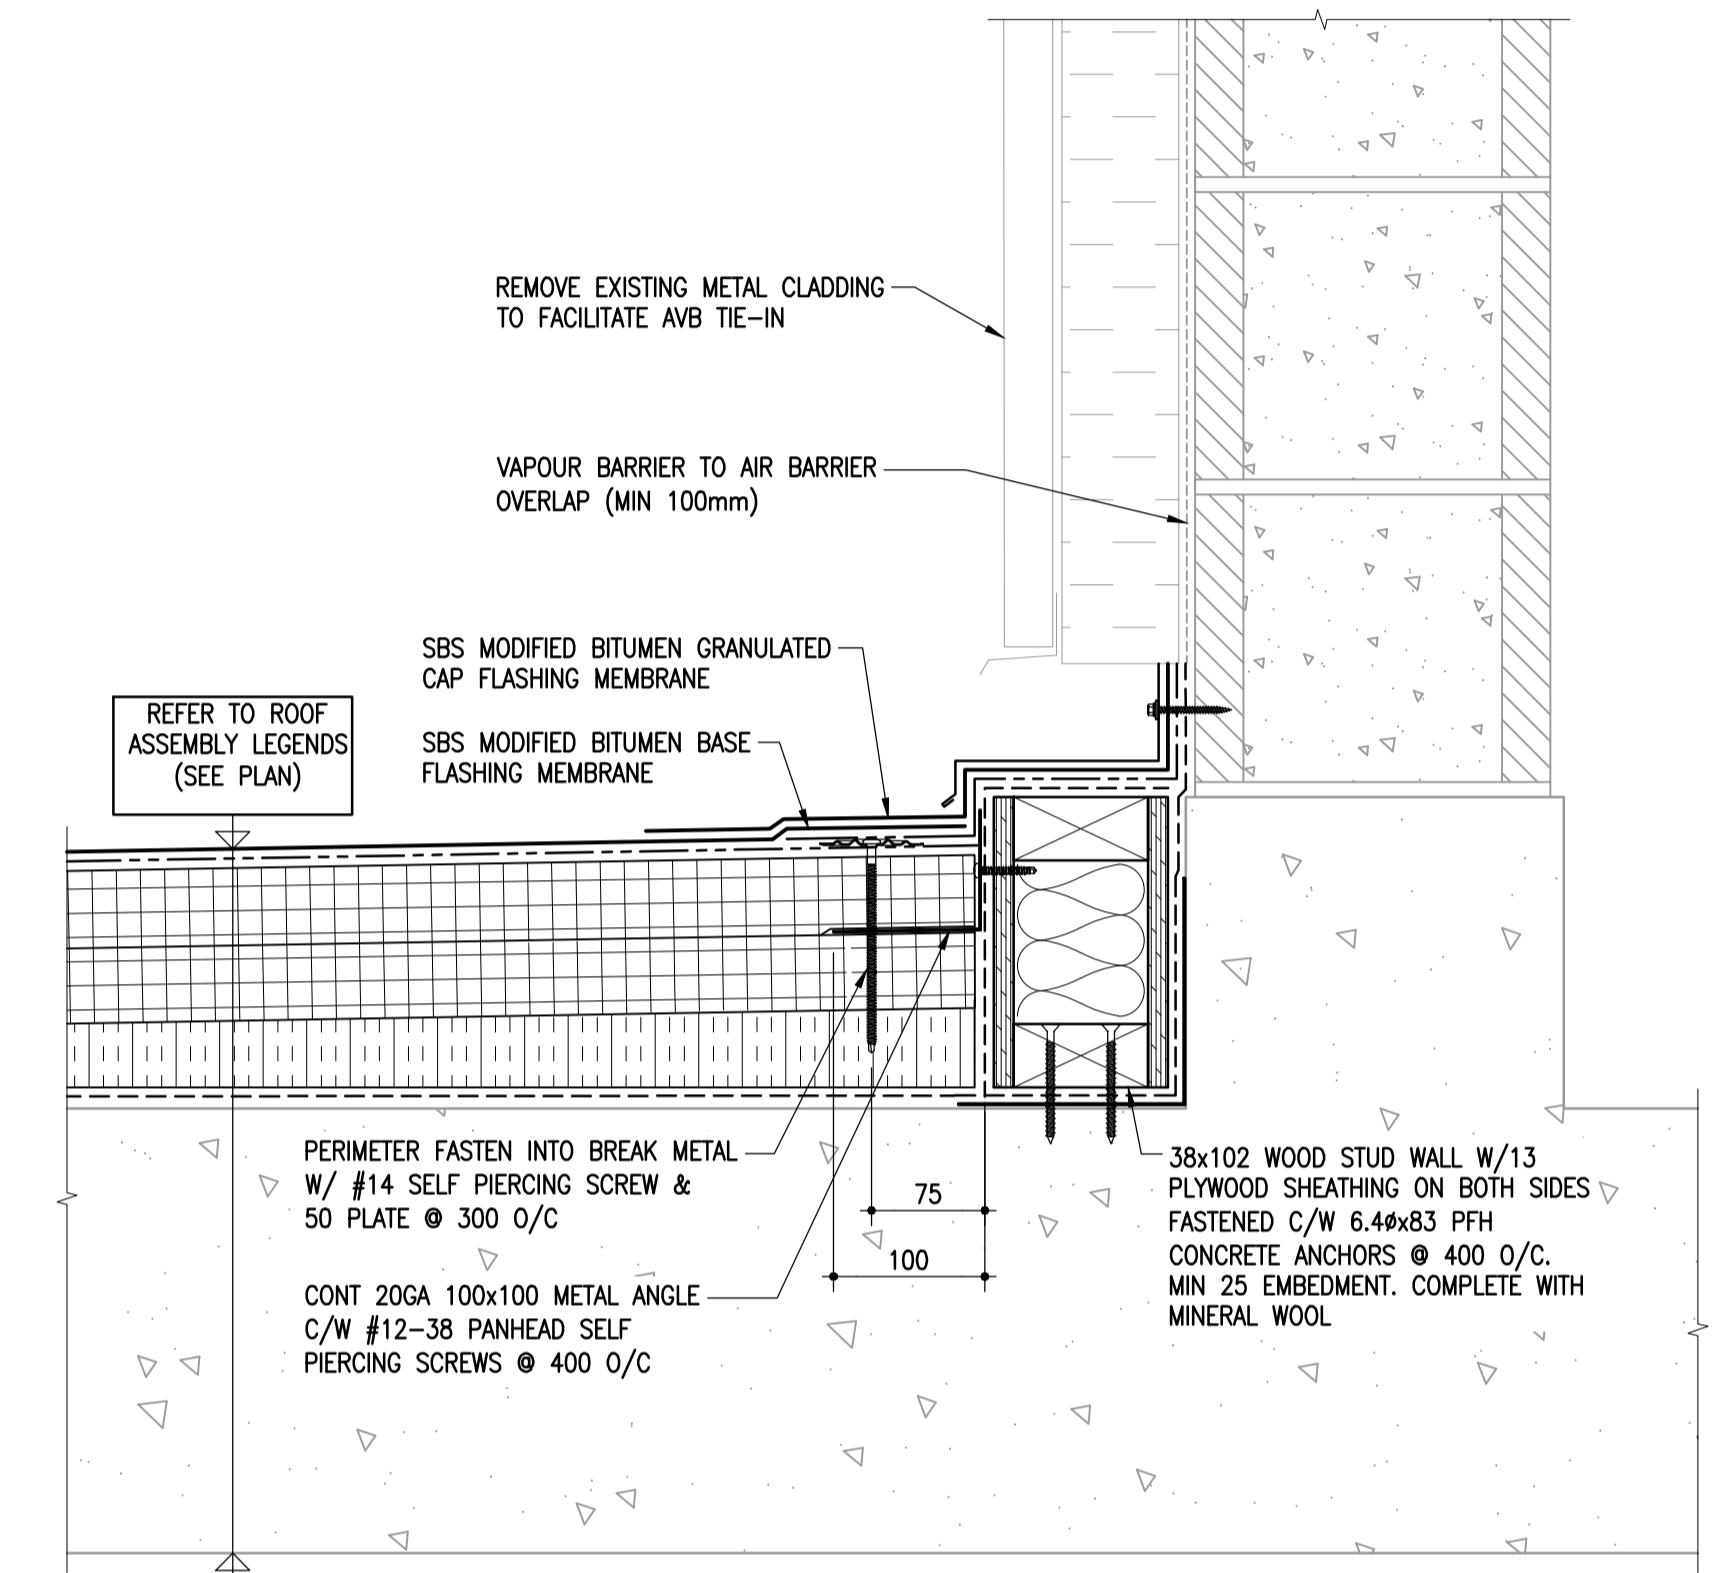 REMOVE EXISTING METAL CLADDING
TO FACILITATE AVB TIE-IN
VAPOUR BARRIER TO AIR BARRIER
OVERLAP (MIN 100mm)
SBS MODIFIED BITUMEN GRANULATED
CAP FLASHING MEMBRANE
REFER TO ROOF
ASSEMBLY LEGENDS
(SEE PLAN)
SBS MODIFIED BITUMEN BASE
FLASHING MEMBRANE
PERIMETER FASTEN INTO BREAK METAL
W/ #14 SELF PIERCING SCREW &
50 PLATE @ 300 O/C
75
100
CONT 20GA 100x100 METAL ANGLE
C/W #12-38 PANHEAD SELF
PIERCING SCREWS @ 400 O/C
38x102 WOOD STUD WALL W/13
PLYWOOD SHEATHING ON BOTH SIDES
FASTENED C/W 6.4øx83 PFH
CONCRETE ANCHORS @ 400 O/C.
MIN 25 EMBEDMENT. COMPLETE WITH
MINERAL WOOL